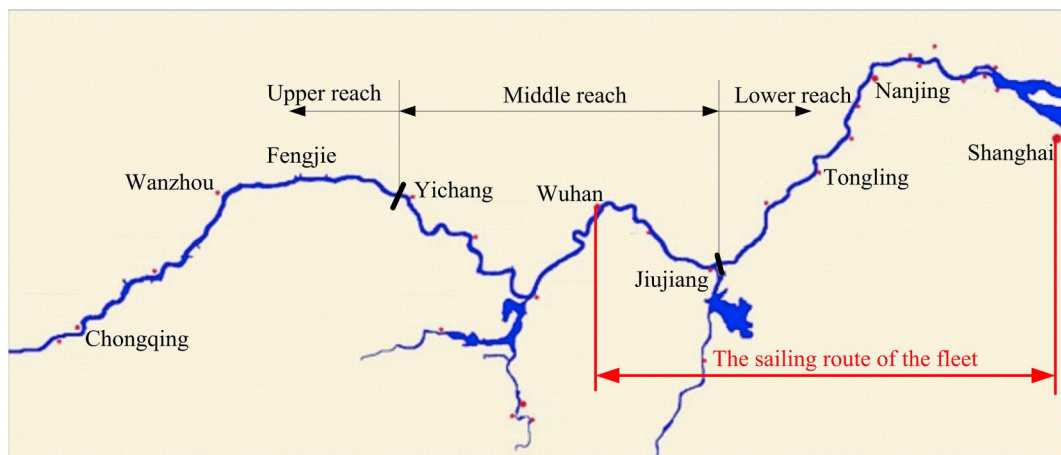 Upper reach
Middle reach
Lower reach
Nanjing
Shanghai
Fengjie
Wanzhou
Yichang
Wuhan
Tongling
Jiujiang
Chongqing
The sailing route of the fleet